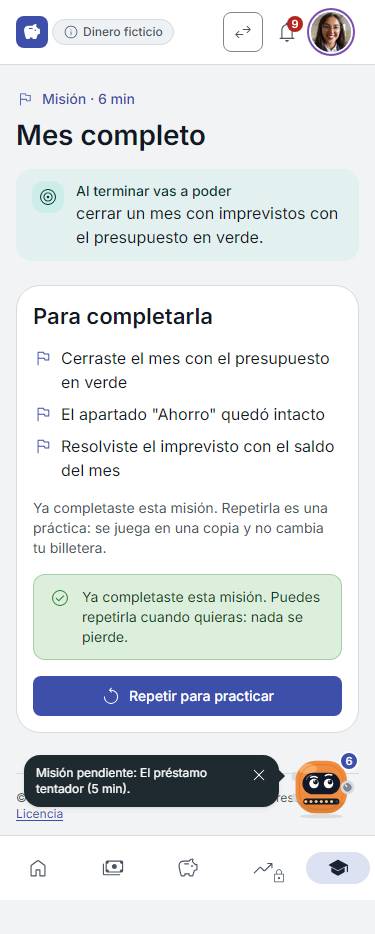 Dinero ficticio
9
Misión · 6 min
Mes completo
Al terminar vas a poder
cerrar un mes con imprevistos con
el presupuesto en verde.
Para completarla
Cerraste el mes con el presupuesto
en verde
El apartado "Ahorro" quedó intacto
Resolviste el imprevisto con el saldo
del mes
Ya completaste esta misión. Repetirla es una
práctica: se juega en una copia y no cambia
tu billetera.
Ya completaste esta misión. Puedes
repetirla cuando quieras: nada se
pierde.
Repetir para practicar
6
Misión pendiente: El préstamo
tentador (5 min).
©
Licencia